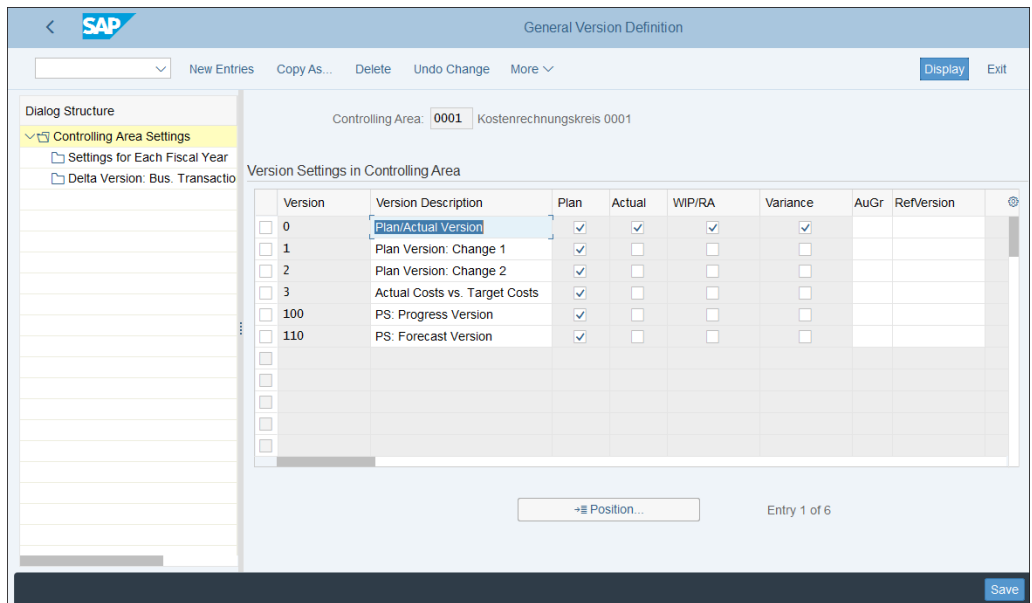 SAP General Version Definition
New Entries Copy As... Delete Undo Change More Display Exit
Dialog Structure
Controlling Area Settings
Settings for Each Fiscal Year
Delta Version: Bus. Transactio
Controlling Area: 0001 Kostenrechnungskreis 0001
Version Settings in Controlling Area
Version Version Description Plan Actual WIP/RA Variance AuGr RefVersion
0 Plan/Actual Version
1 Plan Version: Change 1
2 Plan Version: Change 2
3 Actual Costs vs. Target Costs
100 PS: Progress Version
110 PS: Forecast Version
Position... Entry 1 of 6
Save